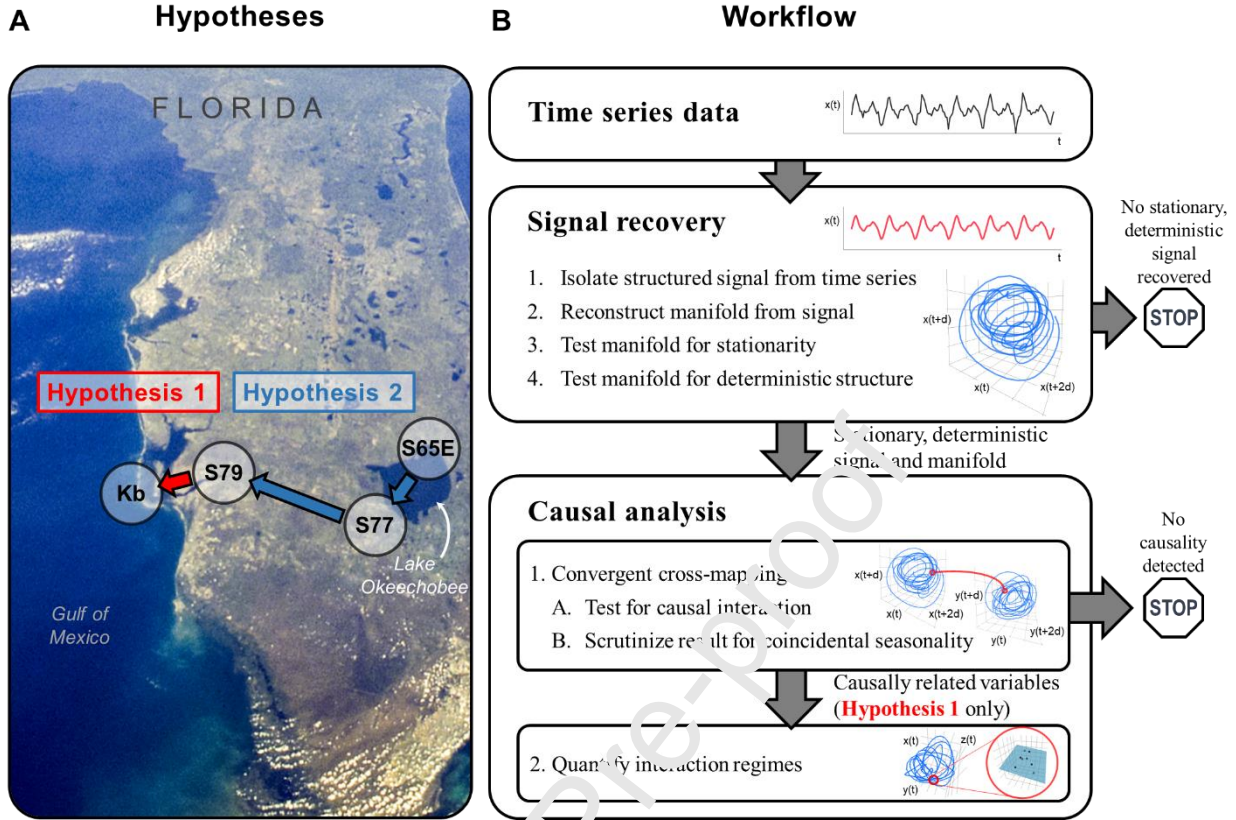 A
Hypotheses
FLORIDA
Hypothesis 1
Hypothesis 2
S65E
S79
Kb
S77
Lake
Okeechobee
Gulf of
Mexico
B
Workflow
Time series data
x(t)
t
Signal recovery
x(t)
t
1. Isolate structured signal from time series
2. Reconstruct manifold from signal
3. Test manifold for stationarity
4. Test manifold for deterministic structure
x(t+d)
x(t)
x(t+2d)
No stationary,
deterministic
signal
recovered
STOP
Stationary, deterministic
signal and manifold
Causal analysis
1. Convergent cross-mapping
A. Test for causal interaction
B. Scrutinize result for coincidental seasonality
x(t+d)
x(t)
x(t+2d)
y(t+d)
y(t)
y(t+2d)
No
causality
detected
STOP
Causally related variables
(Hypothesis 1 only)
2. Quantify interaction regimes
x(t)
z(t)
y(t)
Pre-proof